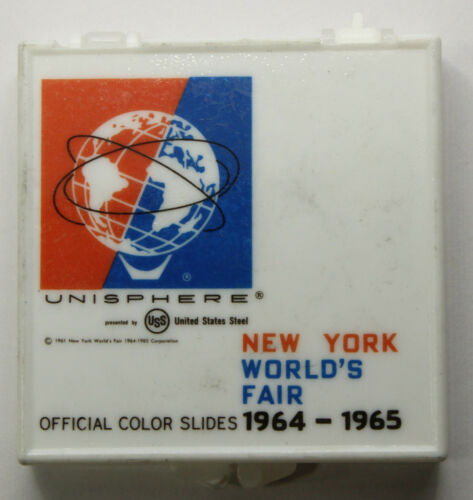 ®
UNISPHERE®
presented by USS United States Steel
© 1961 New York World's Fair 1964-1965 Corporation
NEW YORK
WORLD'S
FAIR
OFFICIAL COLOR SLIDES 1964 - 1965